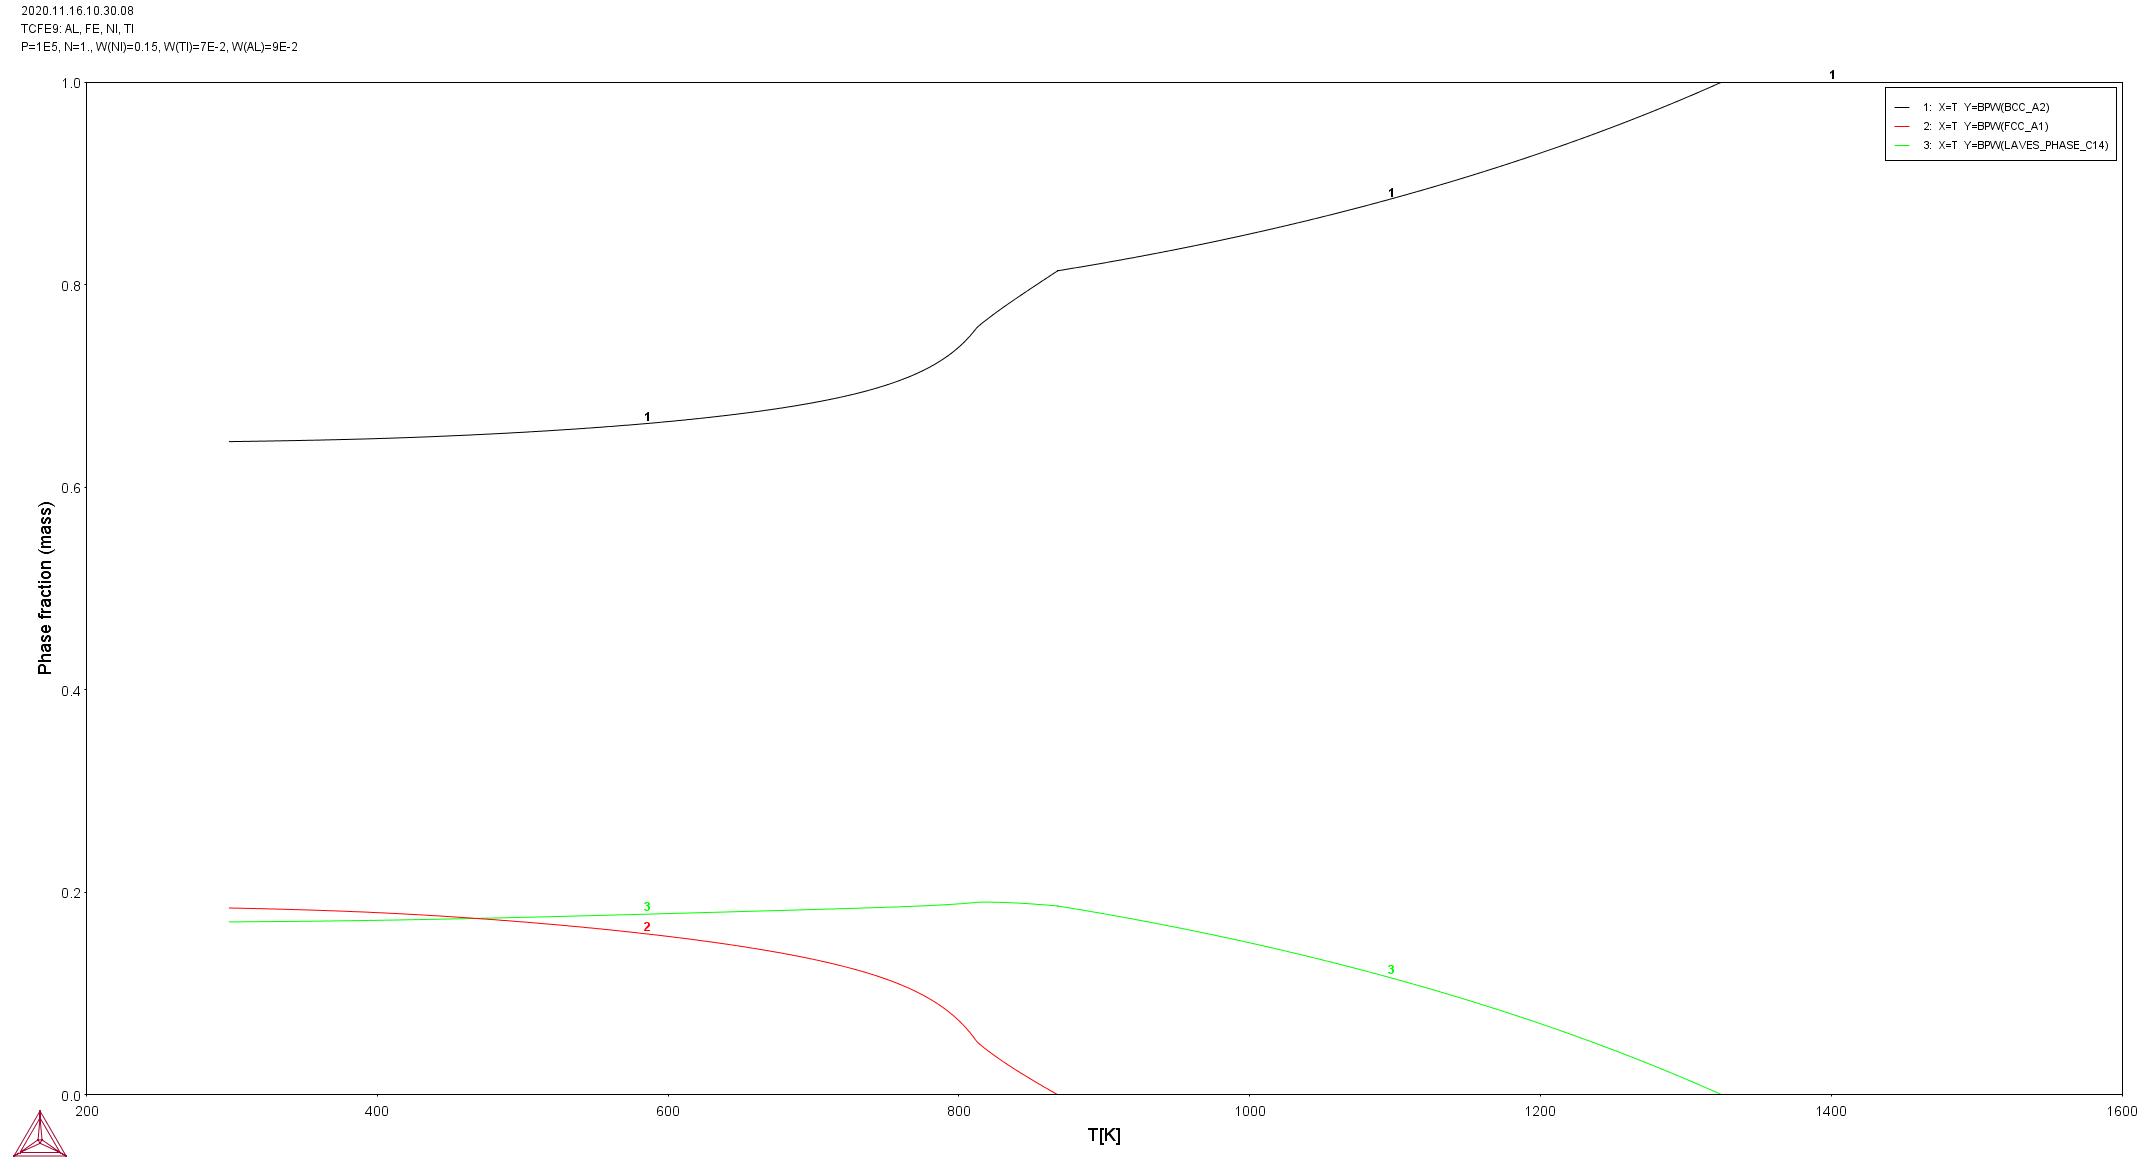 2020.11.16.10.30.08
TCFE9: AL, FE, NI, TI
P=1E5, N=1., W(NI)=0.15, W(TI)=7E-2, W(AL)=9E-2
1
1.0
1: X=T Y=BPW(BCC_A2)
2: X=T Y=BPW(FCC_A1)
3: X=T Y=BPW(LAVES_PHASE_C14)
1
0.8
1
0.6
Phase fraction (mass)
0.4
3
0.2
2
3
0.0
200 400 600 800 1000 1200 1400 1600
T[K]